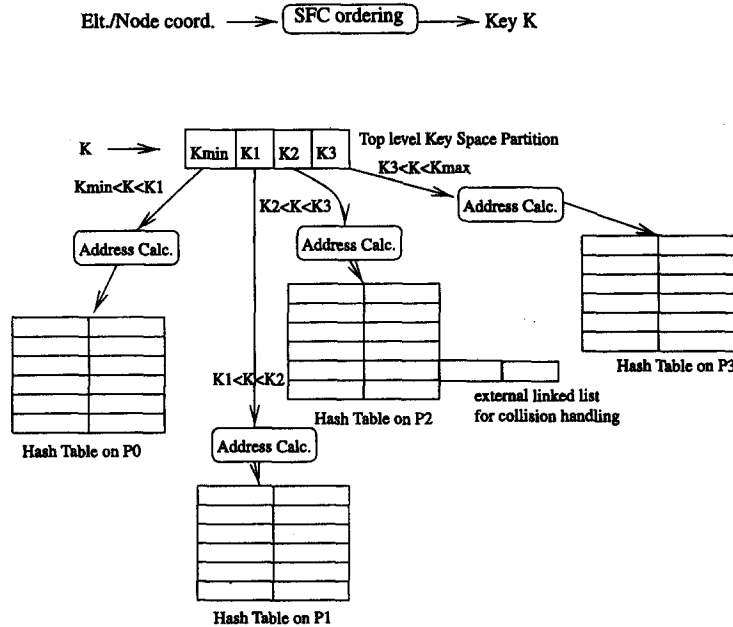 Elt./Node coord. SFC ordering Key K
K Kmin K1 K2 K3 Top level Key Space Partition
K3<K<Kmax
Kmin<K<K1
K2<K<K3
Address Calc.
Address Calc.
Address Calc.
Hash Table on P3
K1<K<K2
external linked list
for collision handling
Hash Table on P2
Hash Table on P0
Address Calc.
Hash Table on P1